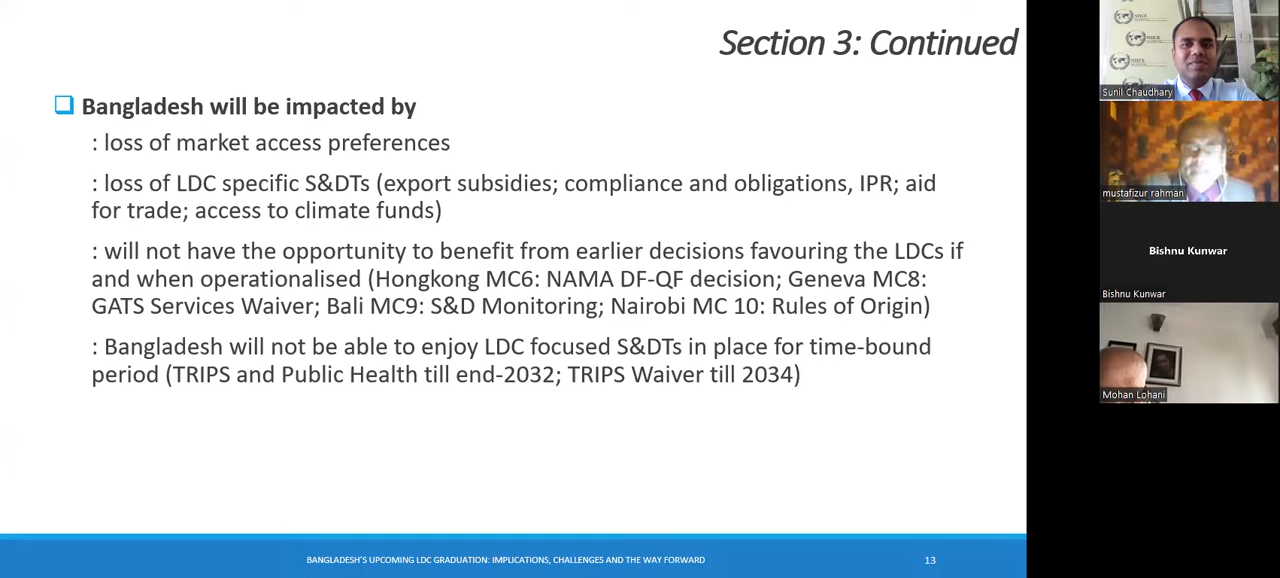 Section 3: Continued
Bangladesh will be impacted by
: loss of market access preferences
: loss of LDC specific S&DTs (export subsidies; compliance and obligations, IPR; aid
for trade; access to climate funds)
: will not have the opportunity to benefit from earlier decisions favouring the LDCs if
and when operationalised (Hongkong MC6: NAMA DF-QF decision; Geneva MC8:
GATS Services Waiver; Bali MC9: S&D Monitoring; Nairobi MC 10: Rules of Origin)
: Bangladesh will not be able to enjoy LDC focused S&DTs in place for time-bound
period (TRIPS and Public Health till end-2032; TRIPS Waiver till 2034)
BANGLADESH'S UPCOMING LDC GRADUATION: IMPLICATIONS, CHALLENGES AND THE WAY FORWARD
13
Sunil Chaudhary
mustafizur rahman
Bishnu Kunwar
Bishnu Kunwar
Mohan Lohani